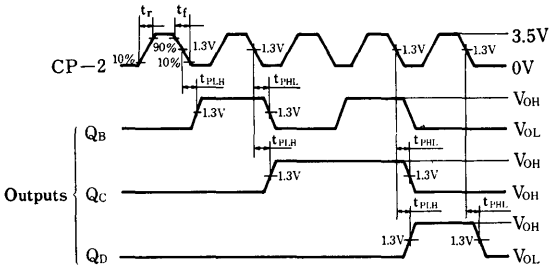 tr tf
90% 1.3V 1.3V 1.3V 1.3V 3.5V
CP-2 10% 10% 0V
tPLH tPHL
VOH
1.3V 1.3V
QB VOL
tPLH tPHL
VOH
1.3V 1.3V
Outputs QC VOH
tPLH tPHL
VOH
1.3V 1.3V
QD VOL